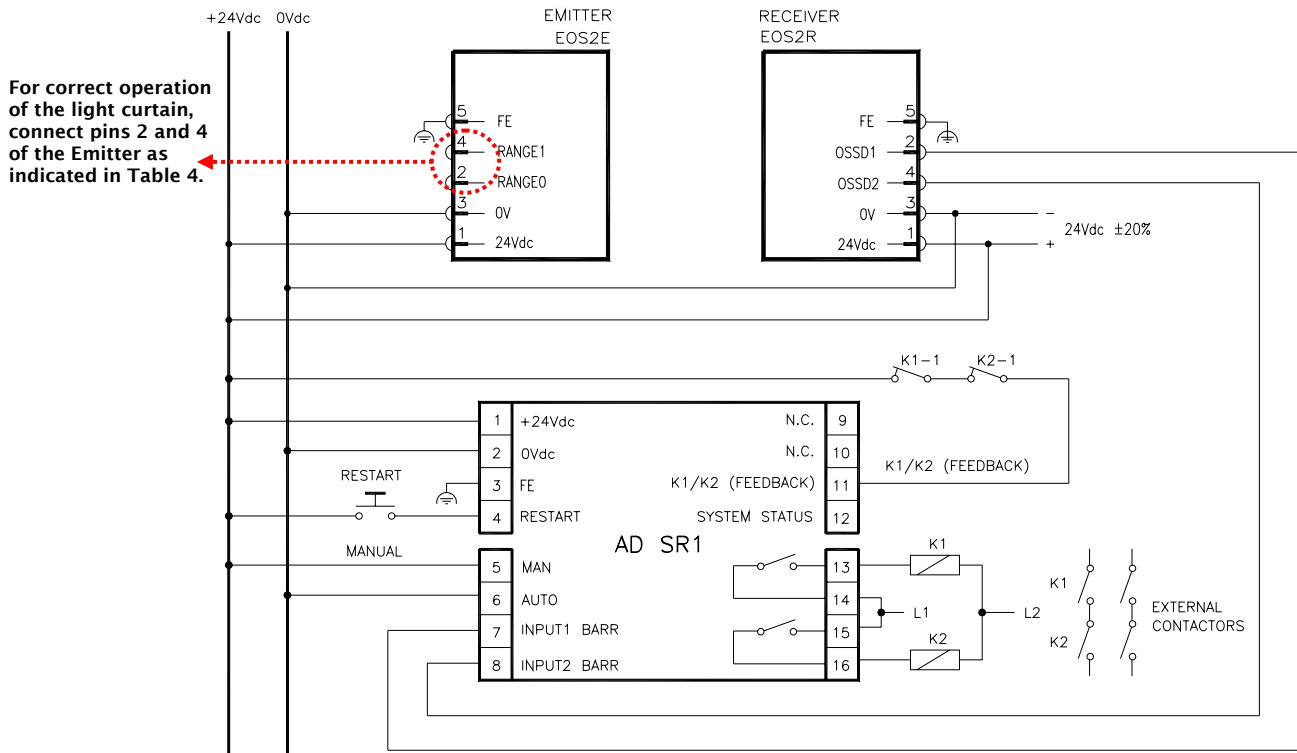 +24Vdc 0Vdc
EMITTER
EOS2E
RECEIVER
EOS2R
For correct operation
of the light curtain,
connect pins 2 and 4
of the Emitter as
indicated in Table 4.
5 FE
4 RANGE1
2 RANGE0
3 0V
1 24Vdc
FE 5
OSSD1 2
OSSD2 4
0V 3
24Vdc 1
-
24Vdc ±20%
+
K1-1 K2-1
1 +24Vdc
2 0Vdc
3 FE
4 RESTART
RESTART
MANUAL
N.C. 9
N.C. 10
K1/K2 (FEEDBACK) 11
K1/K2 (FEEDBACK)
SYSTEM STATUS 12
AD SR1
5 MAN
6 AUTO
7 INPUT1 BARR
8 INPUT2 BARR
13
14
15
16
K1
L1
L2
K2
K1
K2
EXTERNAL
CONTACTORS